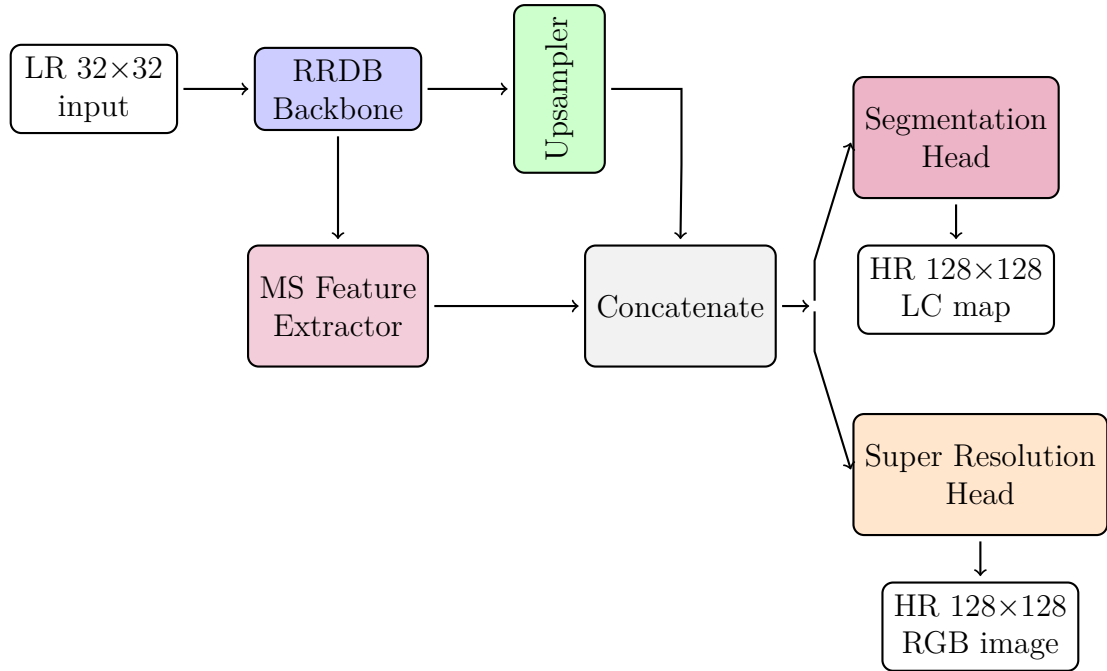 LR 32×32
input
RRDB
Backbone
Upsampler
Segmentation
Head
MS Feature
Extractor
Concatenate
HR 128×128
LC map
Super Resolution
Head
HR 128×128
RGB image